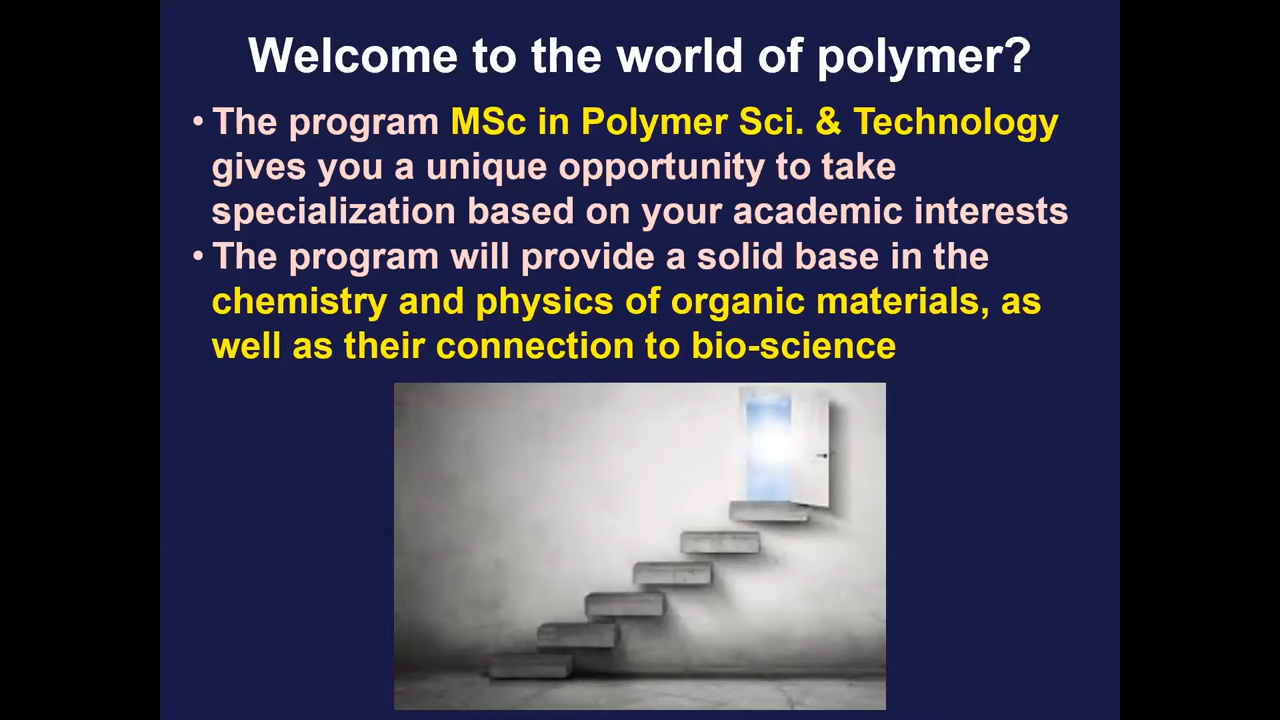 Welcome to the world of polymer?
• The program MSc in Polymer Sci. & Technology
gives you a unique opportunity to take
specialization based on your academic interests
• The program will provide a solid base in the
chemistry and physics of organic materials, as
well as their connection to bio-science